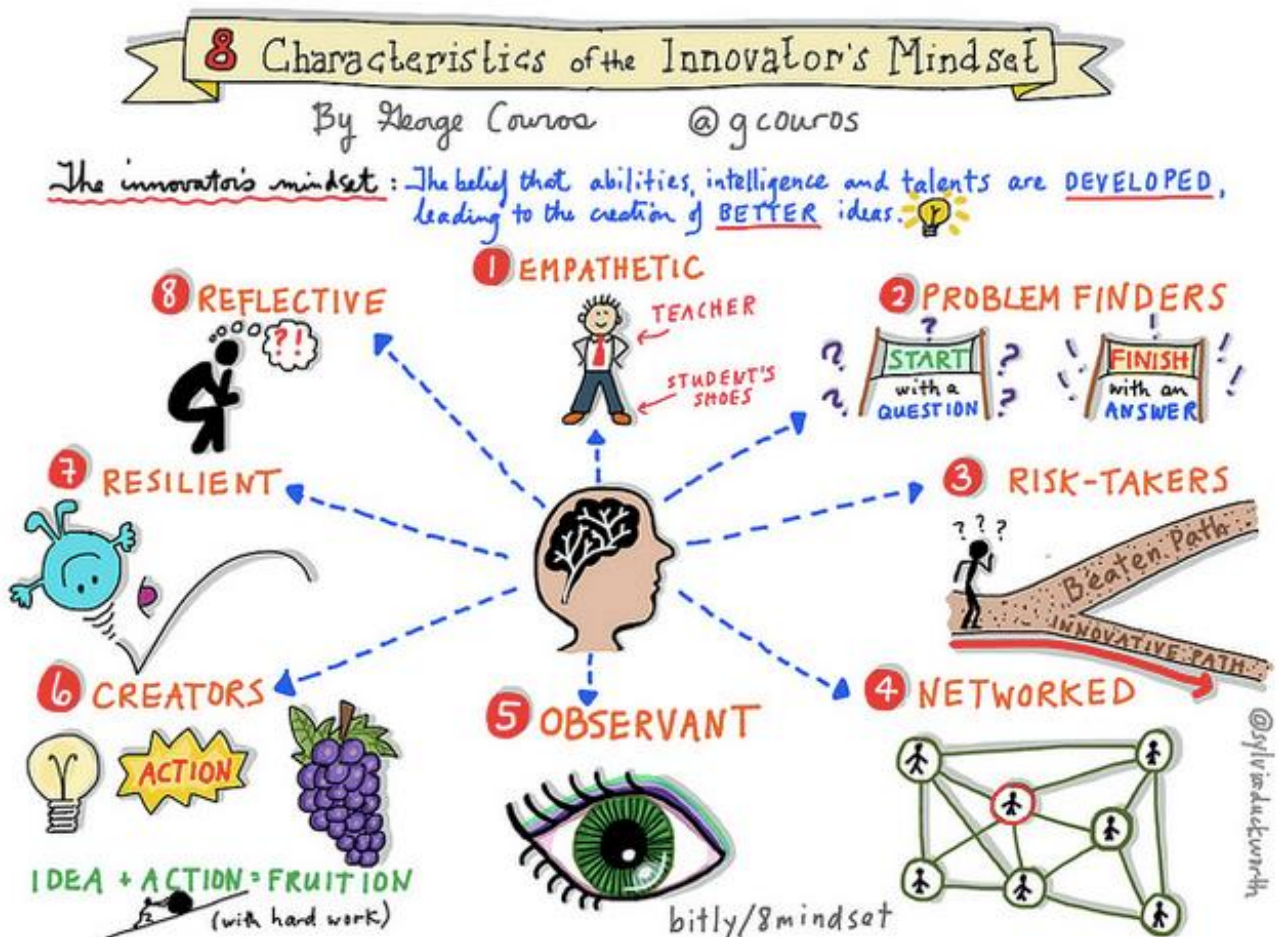 8 Characteristics of the Innovator's Mindset
By George Couros @gcouros
The innovator's mindset: The belief that abilities, intelligence and talents are DEVELOPED,
leading to the creation of BETTER ideas.
1 EMPATHETIC
TEACHER
STUDENT'S
SHOES
2 PROBLEM FINDERS
?
? ?
? ?
? ?
START
with a
QUESTION
!
! !
! !
! !
FINISH
with an
ANSWER
3 RISK-TAKERS
? ? ?
Beaten Path
INNOVATIVE PATH
4 NETWORKED
5 OBSERVANT
6 CREATORS
ACTION
IDEA + ACTION = FRUITION
(with hard work)
7 RESILIENT
8 REFLECTIVE
?!
bitly/8mindset
@sylviaduckworth